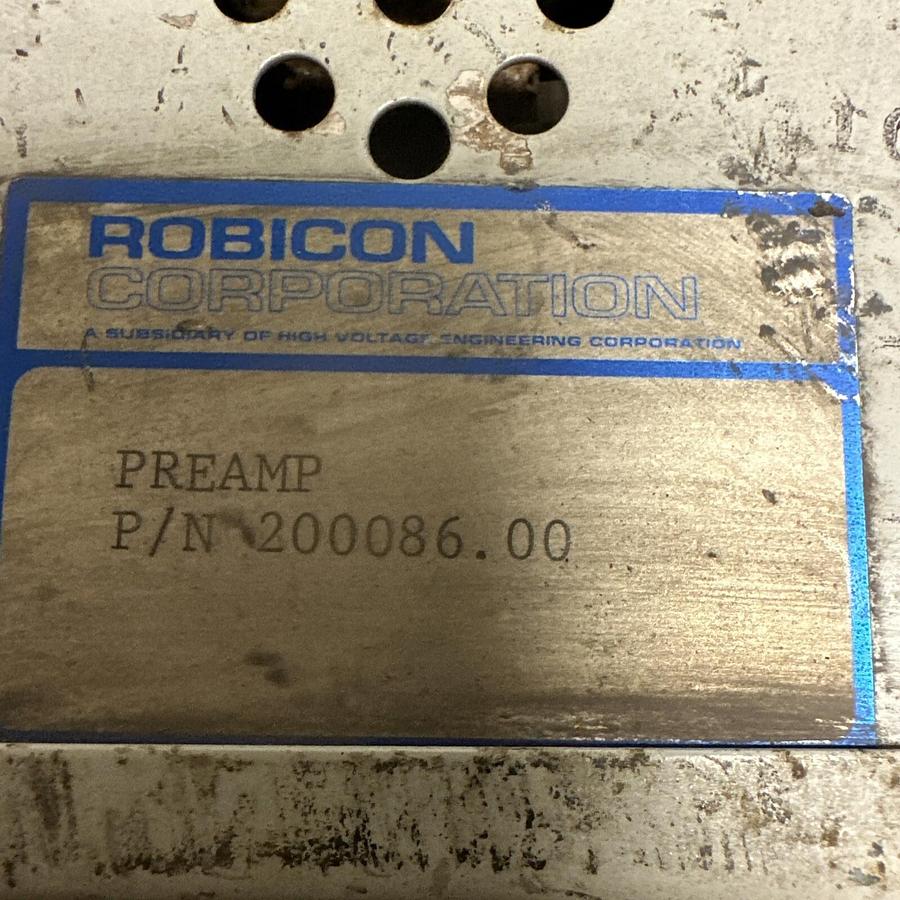 ROBICON
CORPORATION
A SUBSIDIARY OF HIGH VOLTAGE ENGINEERING CORPORATION
PREAMP
P/N 200086.00